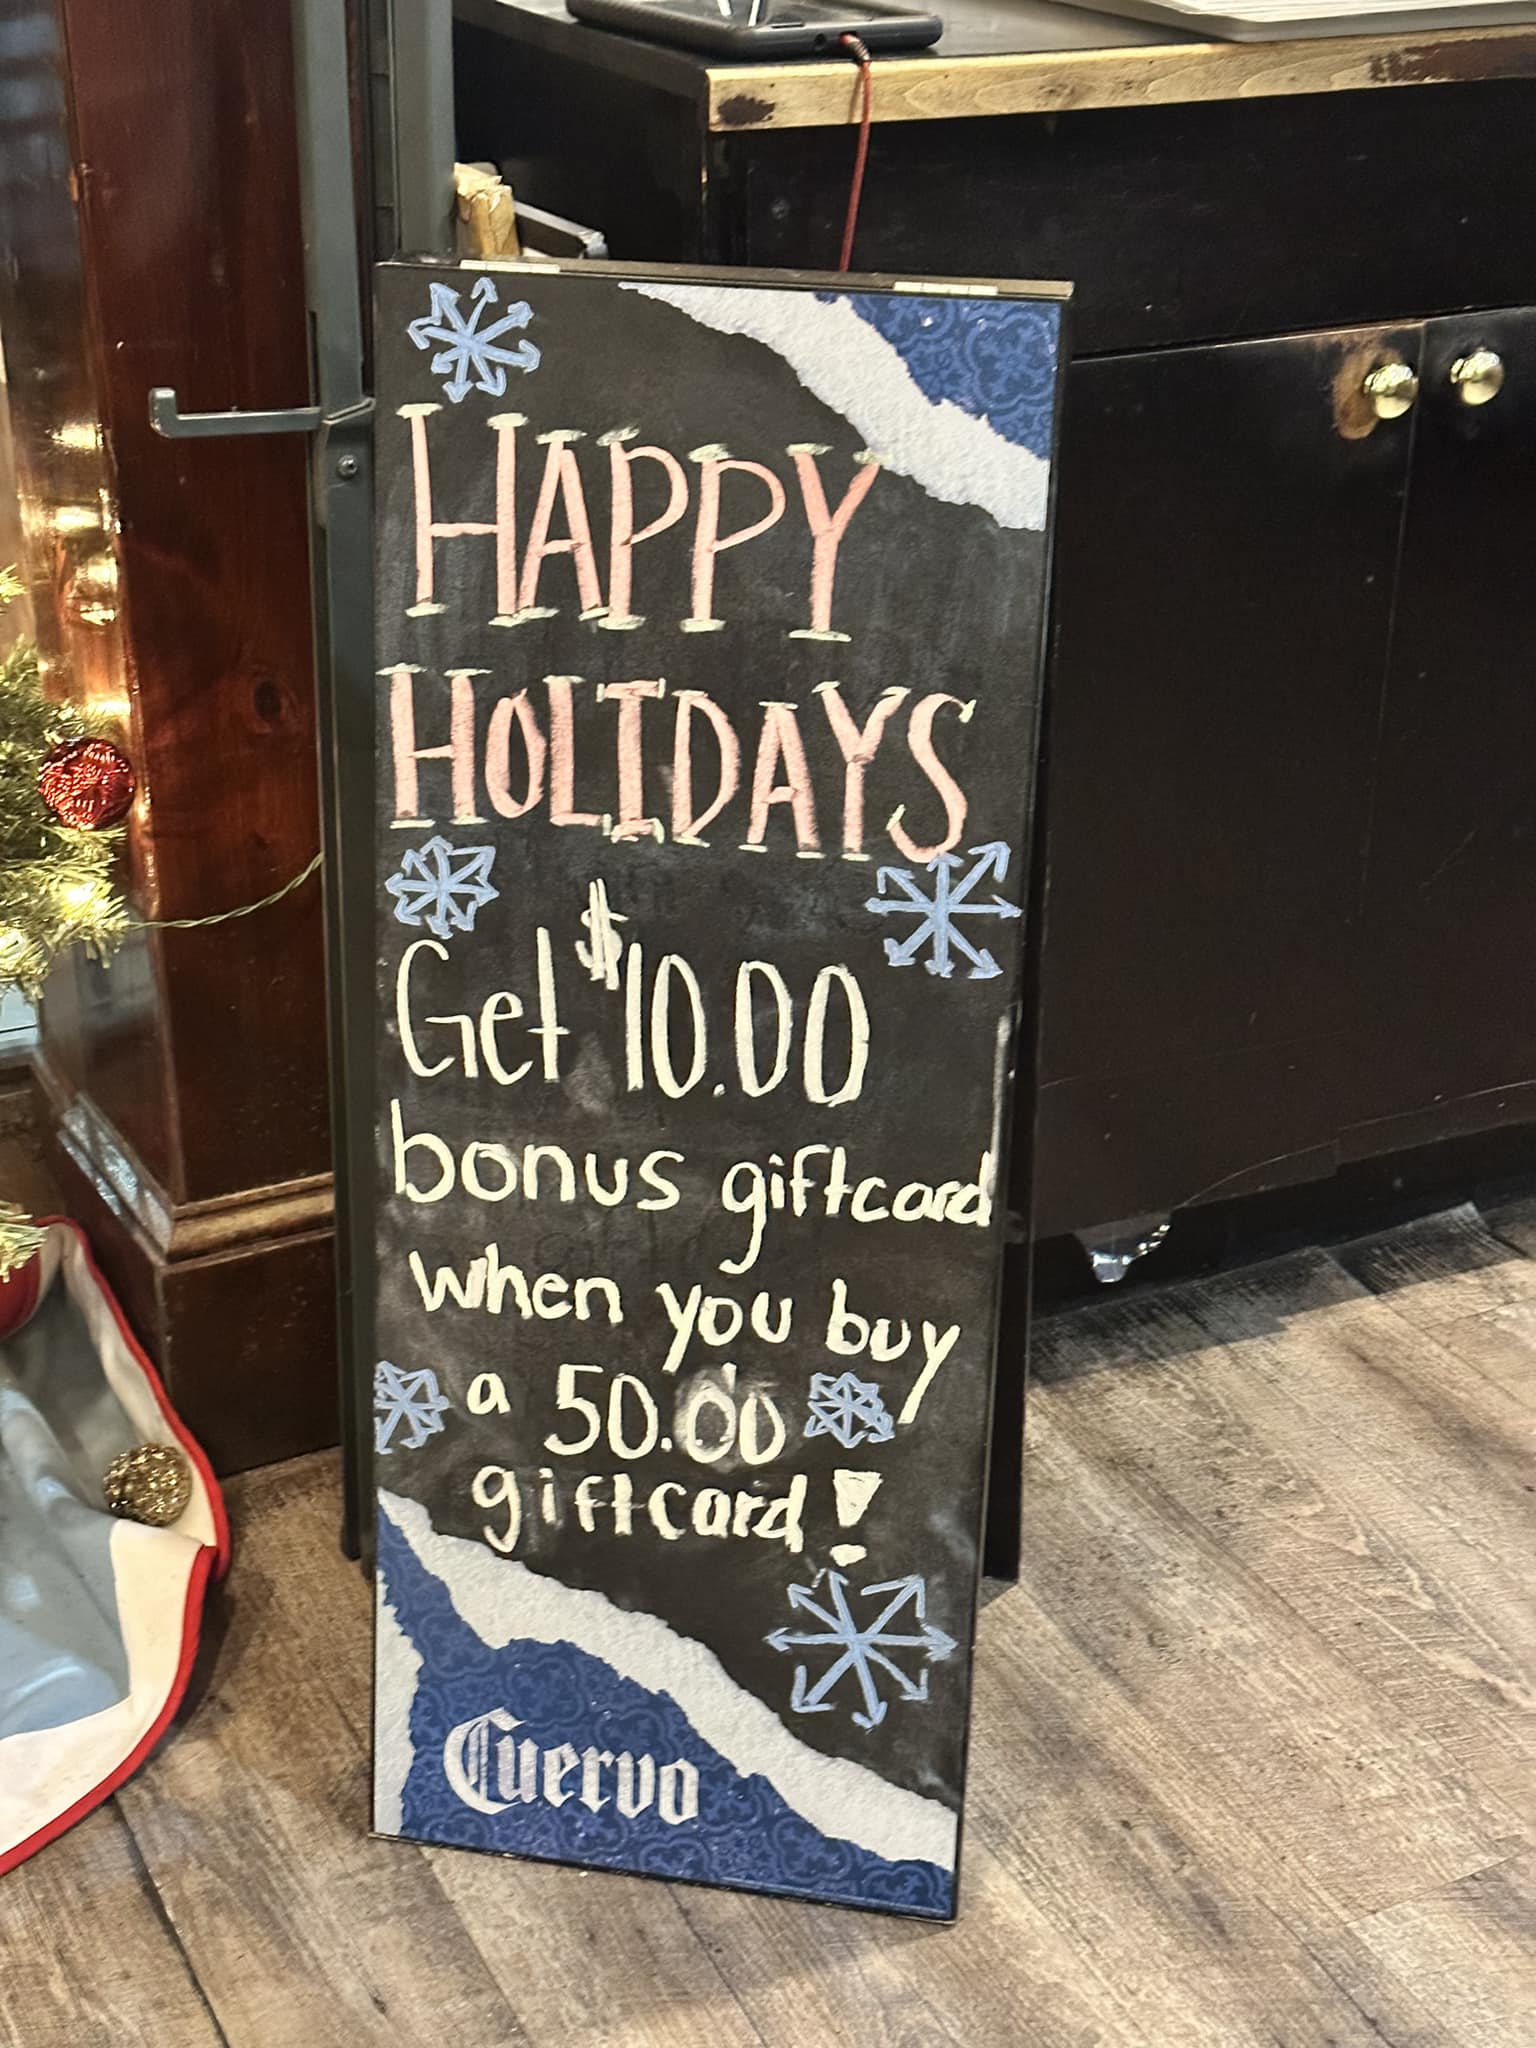 HAPPY
HOLIDAYS
Get $10.00
bonus giftcard
when you buy
a 50.00
giftcard!
Cuervo